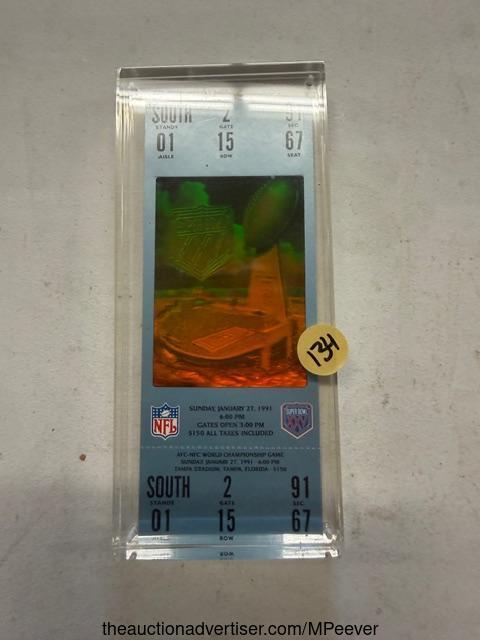 SOUTH 2 91
STANDS GATE SEC.
01 15 67
AISLE ROW SEAT
134
SUNDAY, JANUARY 27, 1991
6:00 PM
GATES OPEN 3:00 PM
$150 ALL TAXES INCLUDED
NFL
SUPER BOWL
XXV
AFC-NFC WORLD CHAMPIONSHIP GAME
SUNDAY, JANUARY 27, 1991 - 6:00 PM
TAMPA STADIUM, TAMPA, FLORIDA - $150
SOUTH 2 91
STANDS GATE SEC.
01 15 67
AISLE ROW
ROW
theauctionadvertiser.com/MPeever